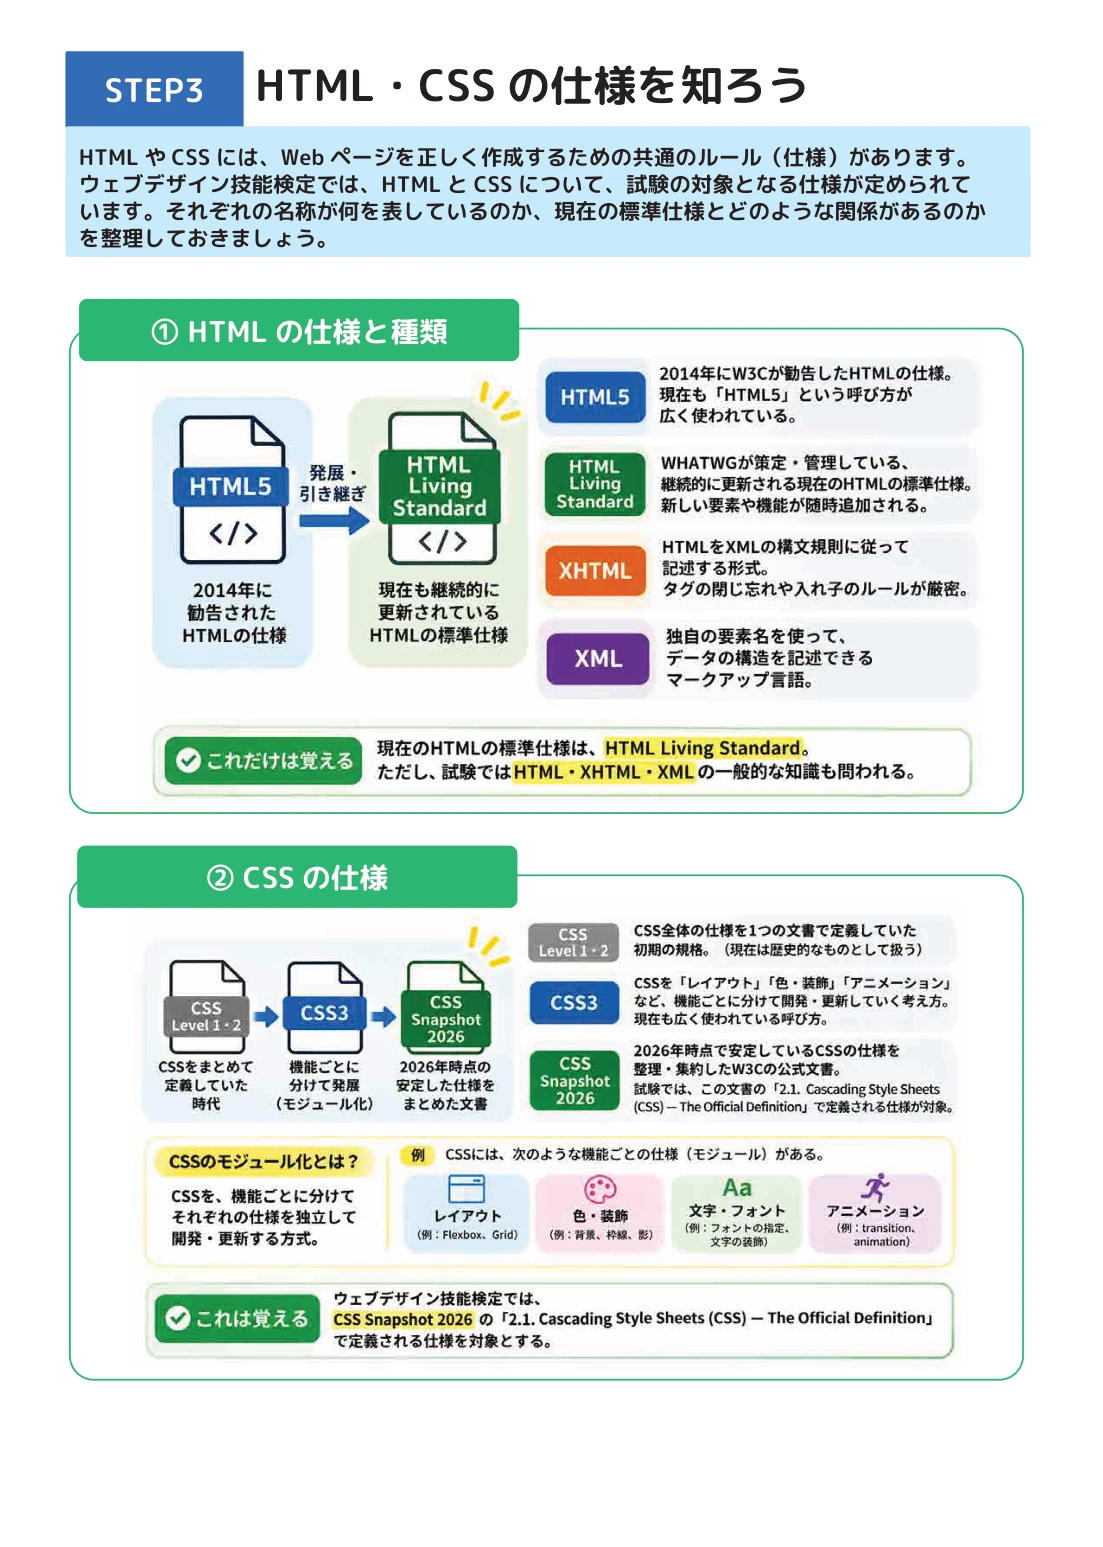 STEP3
HTML・CSS の仕様を知ろう
HTML や CSS には、Web ページを正しく作成するための共通のルール（仕様）があります。
ウェブデザイン技能検定では、HTML と CSS について、試験の対象となる仕様が定められて
います。それぞれの名称が何を表しているのか、現在の標準仕様とどのような関係があるのか
を整理しておきましょう。
① HTML の仕様と種類
HTML5
</>
2014年に
勧告された
HTMLの仕様
発展・
引き継ぎ
HTML
Living
Standard
</>
現在も継続的に
更新されている
HTMLの標準仕様
HTML5
2014年にW3Cが勧告したHTMLの仕様。
現在も「HTML5」という呼び方が
広く使われている。
HTML
Living
Standard
WHATWGが策定・管理している、
継続的に更新される現在のHTMLの標準仕様。
新しい要素や機能が随時追加される。
XHTML
HTMLをXMLの構文規則に従って
記述する形式。
タグの閉じ忘れや入れ子のルールが厳密。
XML
独自の要素名を使って、
データの構造を記述できる
マークアップ言語。
これだけは覚える
現在のHTMLの標準仕様は、HTML Living Standard。
ただし、試験ではHTML・XHTML・XMLの一般的な知識も問われる。
② CSS の仕様
CSS
Level 1・2
CSSをまとめて
定義していた
時代
CSS3
機能ごとに
分けて発展
（モジュール化）
CSS
Snapshot
2026
2026年時点の
安定した仕様を
まとめた文書
CSS
Level 1・2
CSS全体の仕様を1つの文書で定義していた
初期の規格。（現在は歴史的なものとして扱う）
CSS3
CSSを「レイアウト」「色・装飾」「アニメーション」
など、機能ごとに分けて開発・更新していく考え方。
現在も広く使われている呼び方。
CSS
Snapshot
2026
2026年時点で安定しているCSSの仕様を
整理・集約したW3Cの公式文書。
試験では、この文書の「2.1. Cascading Style Sheets
(CSS) — The Official Definition」で定義される仕様が対象。
CSSのモジュール化とは？
CSSを、機能ごとに分けて
それぞれの仕様を独立して
開発・更新する方式。
例 CSSには、次のような機能ごとの仕様（モジュール）がある。
レイアウト
（例：Flexbox、Grid）
色・装飾
（例：背景、枠線、影）
Aa
文字・フォント
（例：フォントの指定、
文字の装飾）
アニメーション
（例：transition、
animation）
これは覚える
ウェブデザイン技能検定では、
CSS Snapshot 2026 の「2.1. Cascading Style Sheets (CSS) — The Official Definition」
で定義される仕様を対象とする。